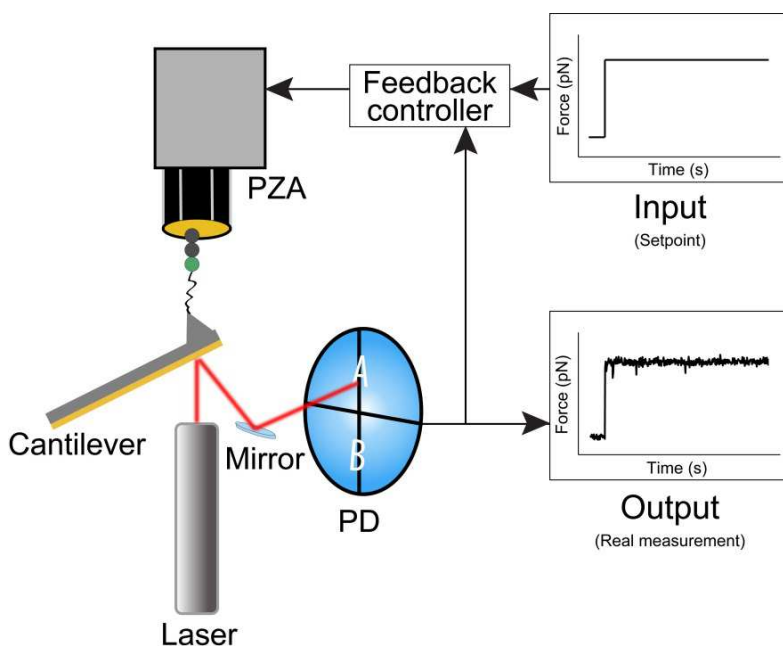 Feedback
controller
Force (pN)
Time (s)
PZA
Input
(Setpoint)
A
B
Force (pN)
Time (s)
Cantilever
Mirror
PD
Output
(Real measurement)
Laser